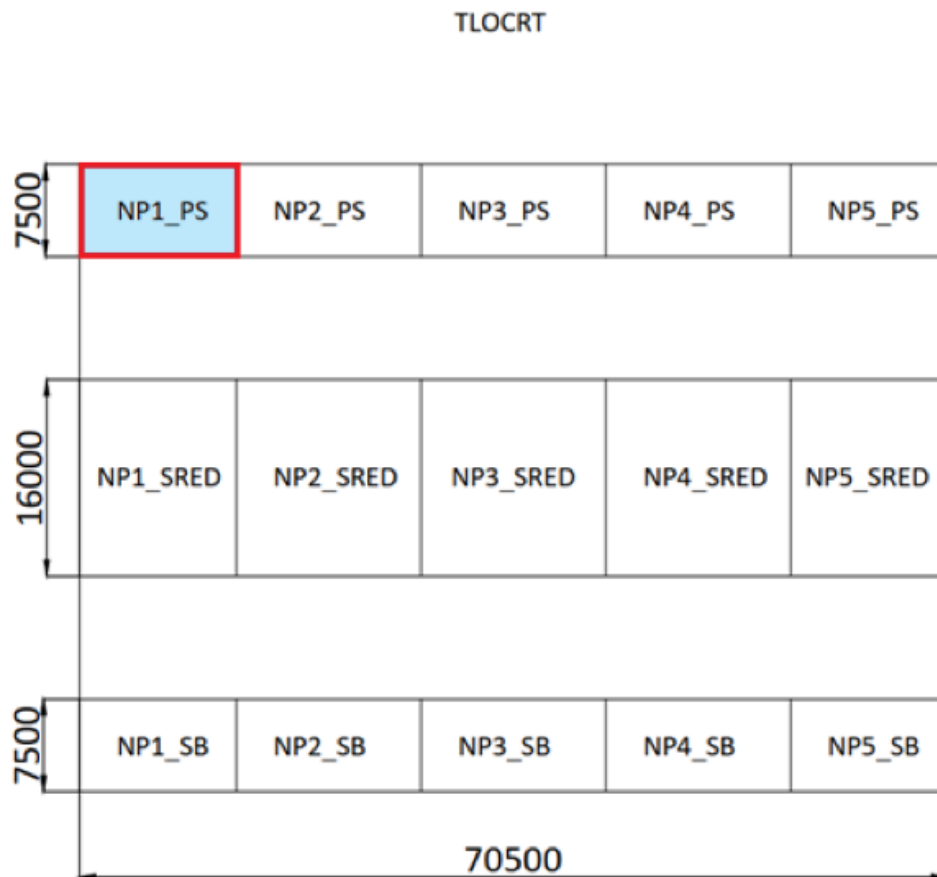 TLOCRT
7500
NP1_PS NP2_PS NP3_PS NP4_PS NP5_PS
16000
NP1_SRED NP2_SRED NP3_SRED NP4_SRED NP5_SRED
7500
NP1_SB NP2_SB NP3_SB NP4_SB NP5_SB
70500